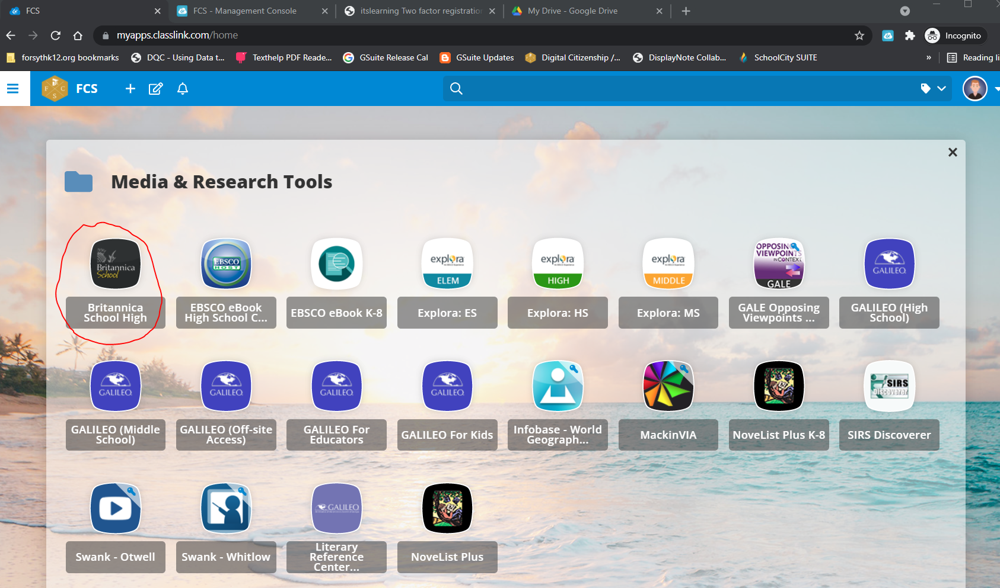 FCS
FCS - Management Console
itslearning Two factor registration
My Drive - Google Drive
myapps.classlink.com/home
Incognito
forsythk12.org bookmarks
DQC - Using Data t...
Texthelp PDF Reade...
GSuite Release Cal
GSuite Updates
Digital Citizenship /...
DisplayNote Collab...
SchoolCity SUITE
»
Reading li
F C S
FCS
Media & Research Tools
Britannica
School
EBSCO
HOST
explora
ELEM
explora
HIGH
explora
MIDDLE
OPPOSING
VIEWPOINTS
IN CONTEXT
GALE
GALILEO
Britannica
School High
EBSCO eBook
High School C...
EBSCO eBook K-8
Explora: ES
Explora: HS
Explora: MS
GALE Opposing
Viewpoints ...
GALILEO (High
School)
GALILEO
GALILEO
GALILEO
GALILEO
SIRS
Discoverer
GALILEO (Middle
School)
GALILEO (Off-site
Access)
GALILEO For
Educators
GALILEO For Kids
Infobase - World
Geograph...
MackinVIA
NoveList Plus K-8
SIRS Discoverer
GALILEO
Swank - Otwell
Swank - Whitlow
Literary
Reference
Center...
NoveList Plus